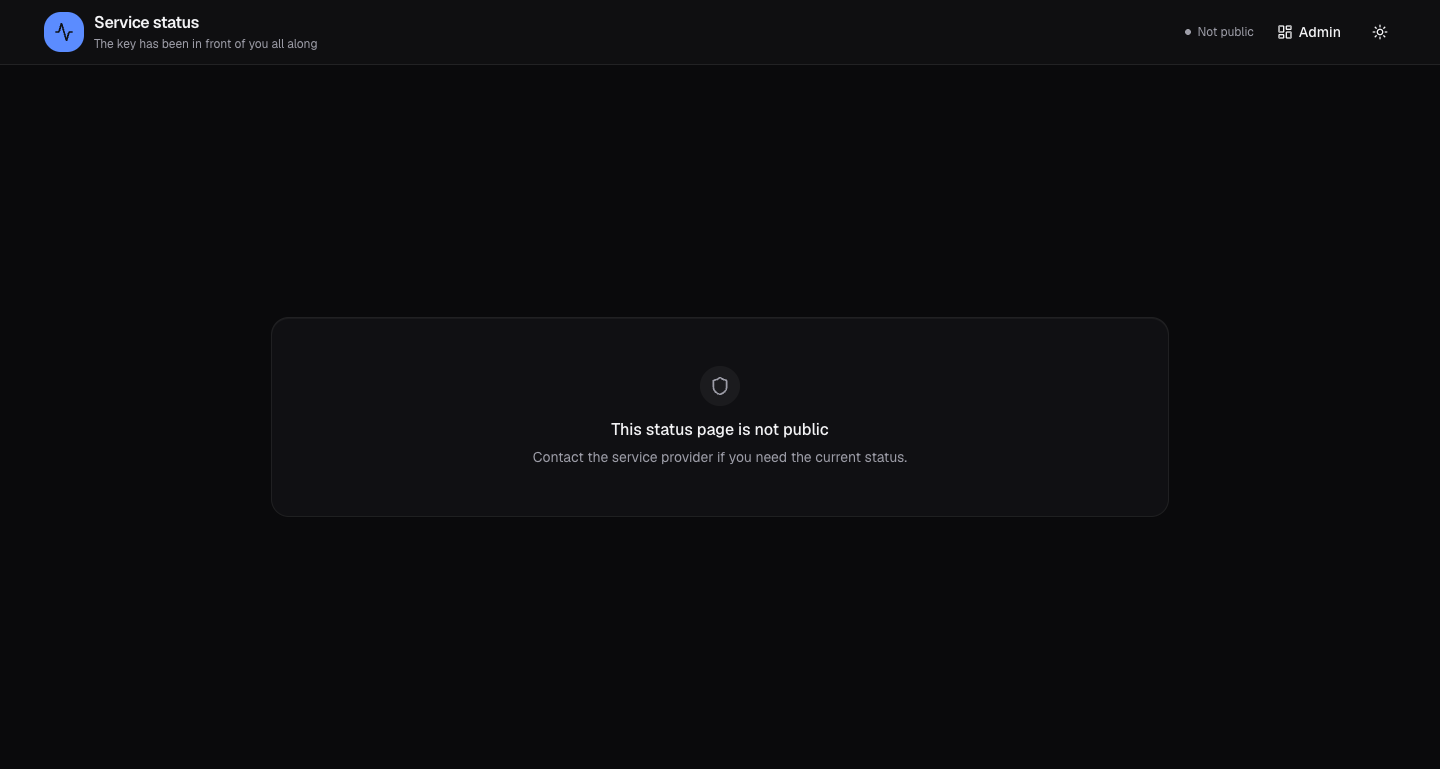 Service status
The key has been in front of you all along
Not public
Admin
This status page is not public
Contact the service provider if you need the current status.